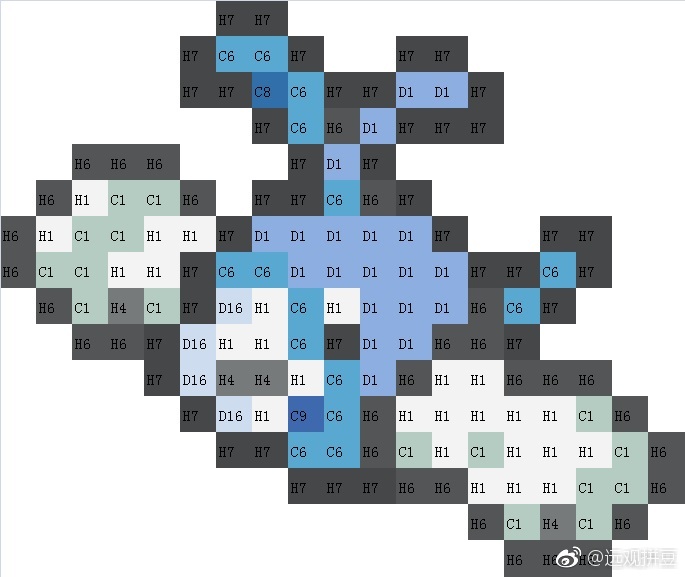 H7 H7
H7 C6 C6 H7 H7 H7
H7 H7 C8 C6 H7 H7 D1 D1 H7
H7 C6 H6 D1 H7 H7 H7
H6 H6 H6 H7 D1 H7
H6 H1 C1 C1 H6 H7 H7 C6 H6 H7
H6 H1 C1 C1 H1 H1 H7 D1 D1 D1 D1 D1 H7 H7 H7
H6 C1 C1 H1 H1 H7 C6 C6 D1 D1 D1 D1 D1 H7 H7 C6 H7
H6 C1 H4 C1 H7 D16 H1 C6 H1 D1 D1 D1 H6 C6 H7
H6 H6 H7 D16 H1 H1 C6 H7 D1 D1 H6 H6 H7
H7 D16 H4 H4 H1 C6 D1 H6 H1 H1 H6 H6 H6
H7 D16 H1 C9 C6 H6 H1 H1 H1 H1 H1 C1 H6
H7 H7 C6 C6 H6 C1 H1 C1 H1 H1 H1 C1 H6
H7 H7 H7 H6 H6 H1 H1 H1 C1 C1 H6
H6 C1 H4 C1 H6
H6
@远观拼豆